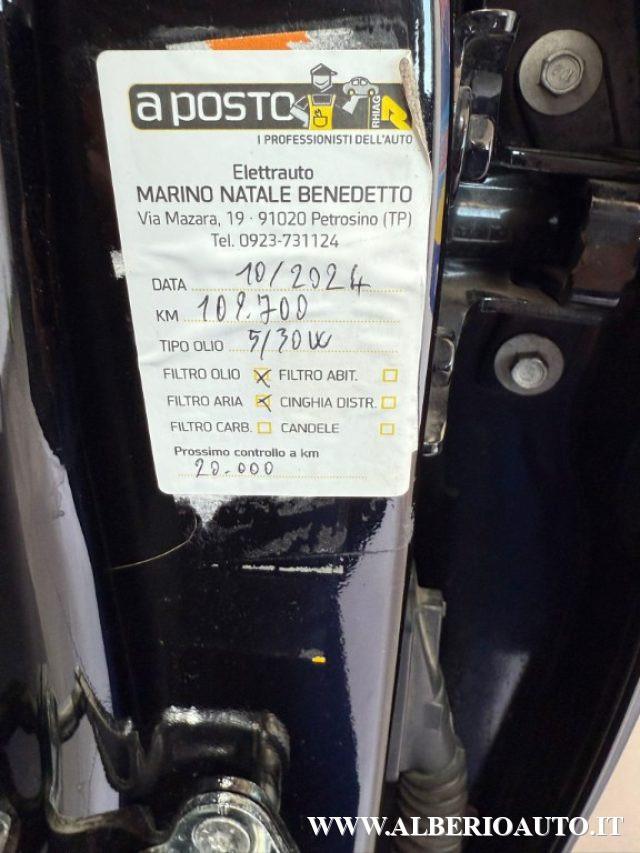 a posto
RHIAG
I PROFESSIONISTI DELL'AUTO
Elettrauto
MARINO NATALE BENEDETTO
Via Mazara, 19 · 91020 Petrosino (TP)
Tel. 0923-731124
DATA 10/2024
KM 108.700
TIPO OLIO 5/30W
FILTRO OLIO FILTRO ABIT.
FILTRO ARIA CINGHIA DISTR.
FILTRO CARB. CANDELE
Prossimo controllo a km
20.000
WWW.ALBERIOAUTO.IT